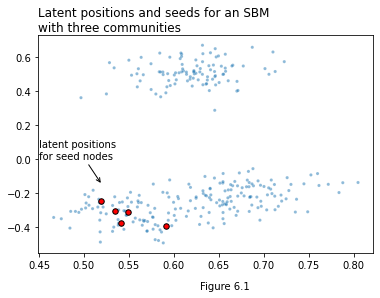 Latent positions and seeds for an SBM
with three communities
0.6
0.4
0.2
0.0
−0.2
−0.4
latent positions
for seed nodes
0.45 0.50 0.55 0.60 0.65 0.70 0.75 0.80
Figure 6.1